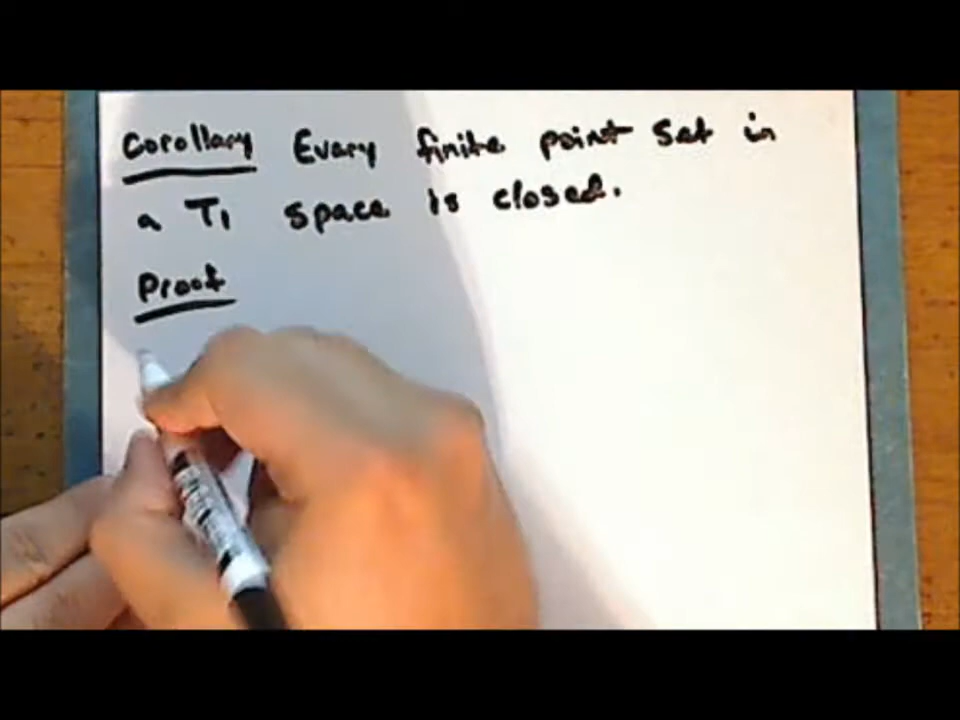 Corollary Every finite point set in
a T1 space is closed.
Proof